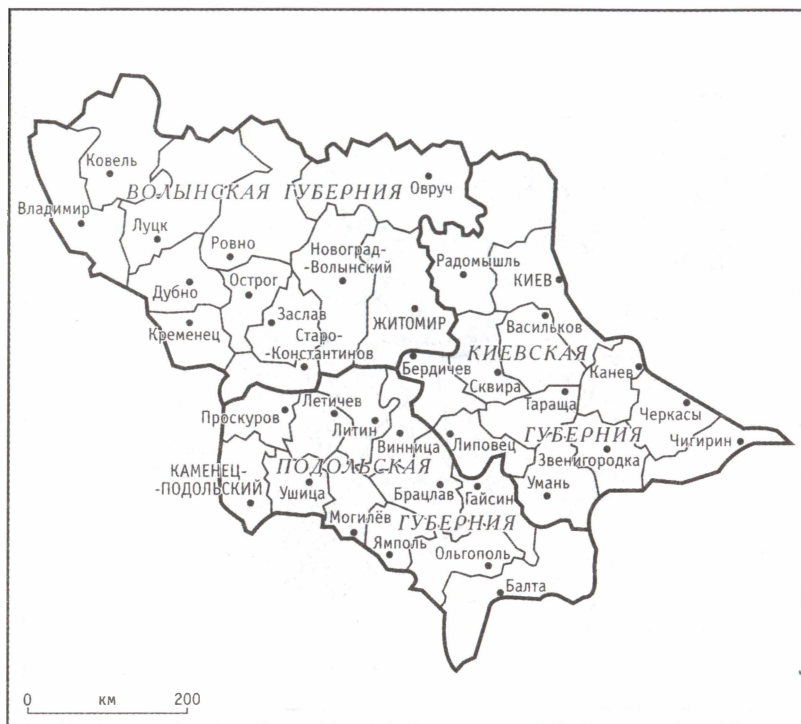 Ковель
Овруч
ВОЛЫНСКАЯ ГУБЕРНИЯ
Владимир
Луцк
Ровно
Новоград-
-Волынский
Радомышль
КИЕВ
Дубно
Острог
Заслав
ЖИТОМИР
Васильков
Кременец
Старо-
-Константинов
КИЕВСКАЯ
Бердичев
Сквира
Канев
Тараща
Черкасы
Проскуров
Летичев
Литин
Винница
Липовец
ГУБЕРНИЯ
Чигирин
Звенигородка
КАМЕНЕЦ-
-ПОДОЛЬСКИЙ
ПОДОЛЬСКАЯ
Ушица
Брацлав
Гайсин
Умань
Могилёв
ГУБЕРНИЯ
Ямполь
Ольгополь
Балта
0 км 200